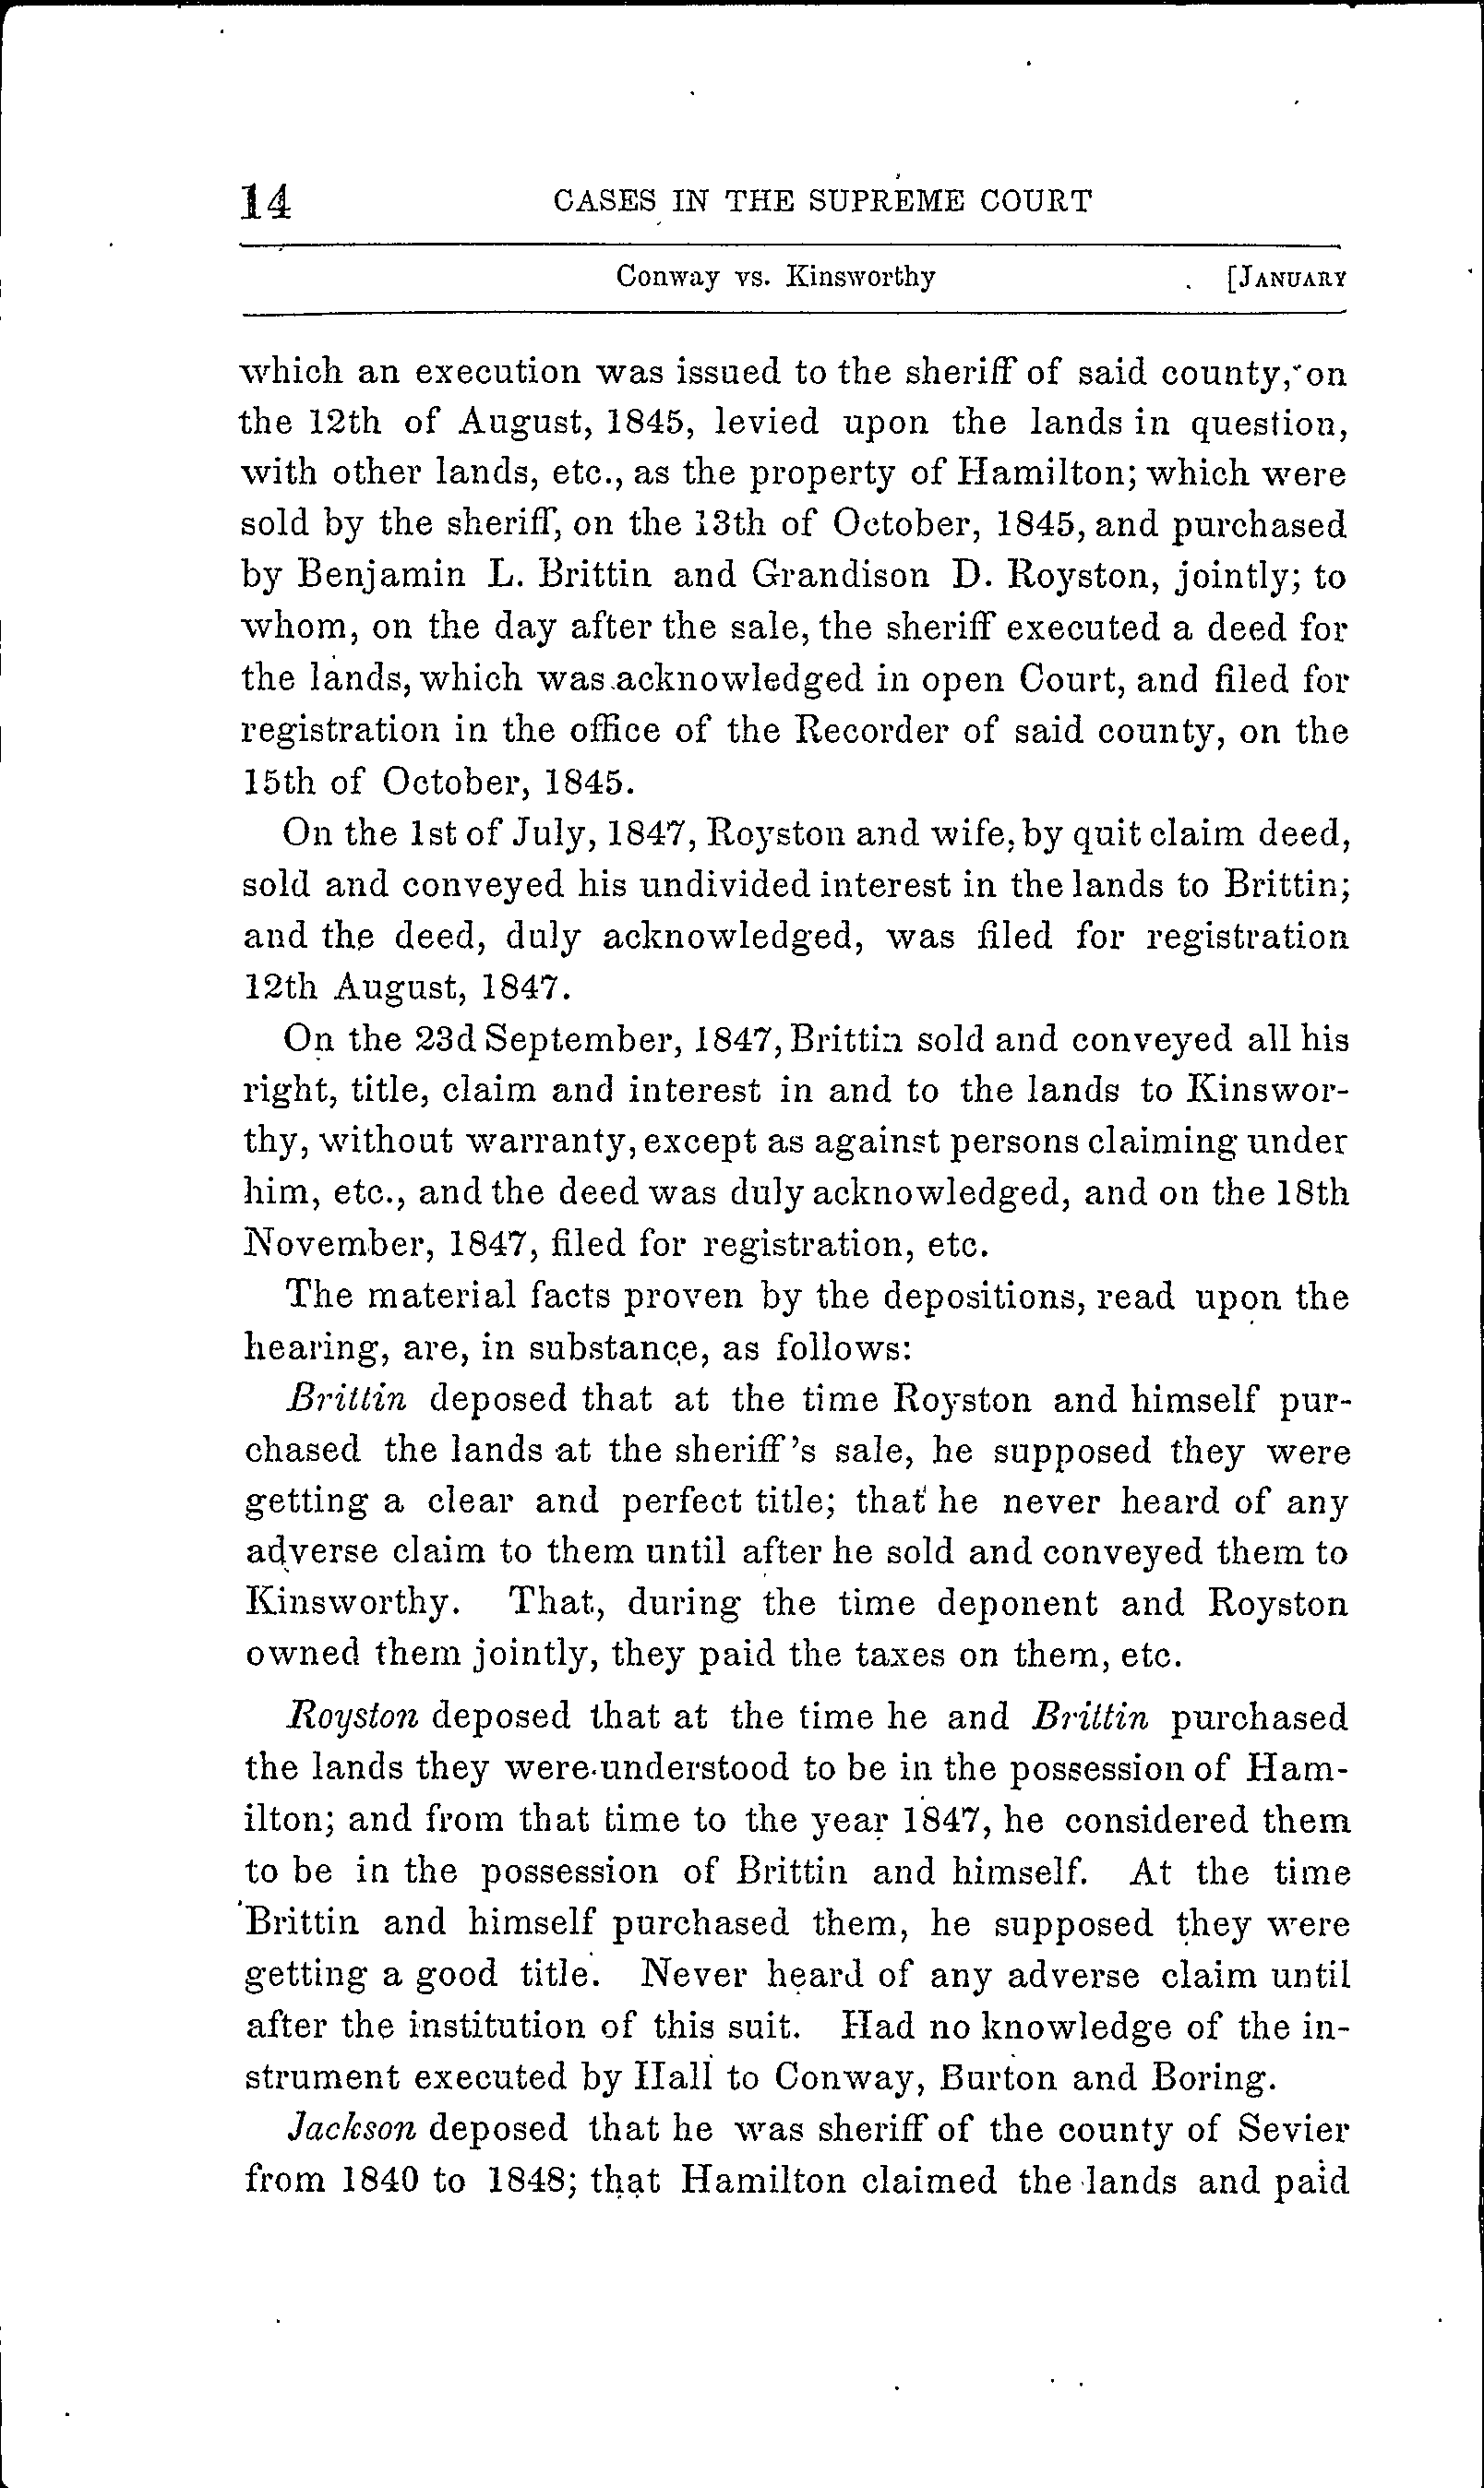 14 CASES IN THE SUPREME COURT
Conway vs. Kinsworthy [JANUARY
which an execution was issued to the sheriff of said county, on
the 12th of August, 1845, levied upon the lands in question,
with other lands, etc., as the property of Hamilton; which were
sold by the sheriff, on the 13th of October, 1845, and purchased
by Benjamin L. Brittin and Grandison D. Royston, jointly; to
whom, on the day after the sale, the sheriff executed a deed for
the lands, which was acknowledged in open Court, and filed for
registration in the office of the Recorder of said county, on the
15th of October, 1845.
On the 1st of July, 1847, Royston and wife, by quit claim deed,
sold and conveyed his undivided interest in the lands to Brittin;
and the deed, duly acknowledged, was filed for registration
12th August, 1847.
On the 23d September, 1847, Brittin sold and conveyed all his
right, title, claim and interest in and to the lands to Kinswor-
thy, without warranty, except as against persons claiming under
him, etc., and the deed was duly acknowledged, and on the 18th
November, 1847, filed for registration, etc.
The material facts proven by the depositions, read upon the
hearing, are, in substance, as follows:
Brittin deposed that at the time Royston and himself pur-
chased the lands at the sheriff's sale, he supposed they were
getting a clear and perfect title; that he never heard of any
adverse claim to them until after he sold and conveyed them to
Kinsworthy. That, during the time deponent and Royston
owned them jointly, they paid the taxes on them, etc.
Royston deposed that at the time he and Brittin purchased
the lands they were understood to be in the possession of Ham-
ilton; and from that time to the year 1847, he considered them
to be in the possession of Brittin and himself. At the time
Brittin and himself purchased them, he supposed they were
getting a good title. Never heard of any adverse claim until
after the institution of this suit. Had no knowledge of the in-
strument executed by Hall to Conway, Burton and Boring.
Jackson deposed that he was sheriff of the county of Sevier
from 1840 to 1848; that Hamilton claimed the lands and paid